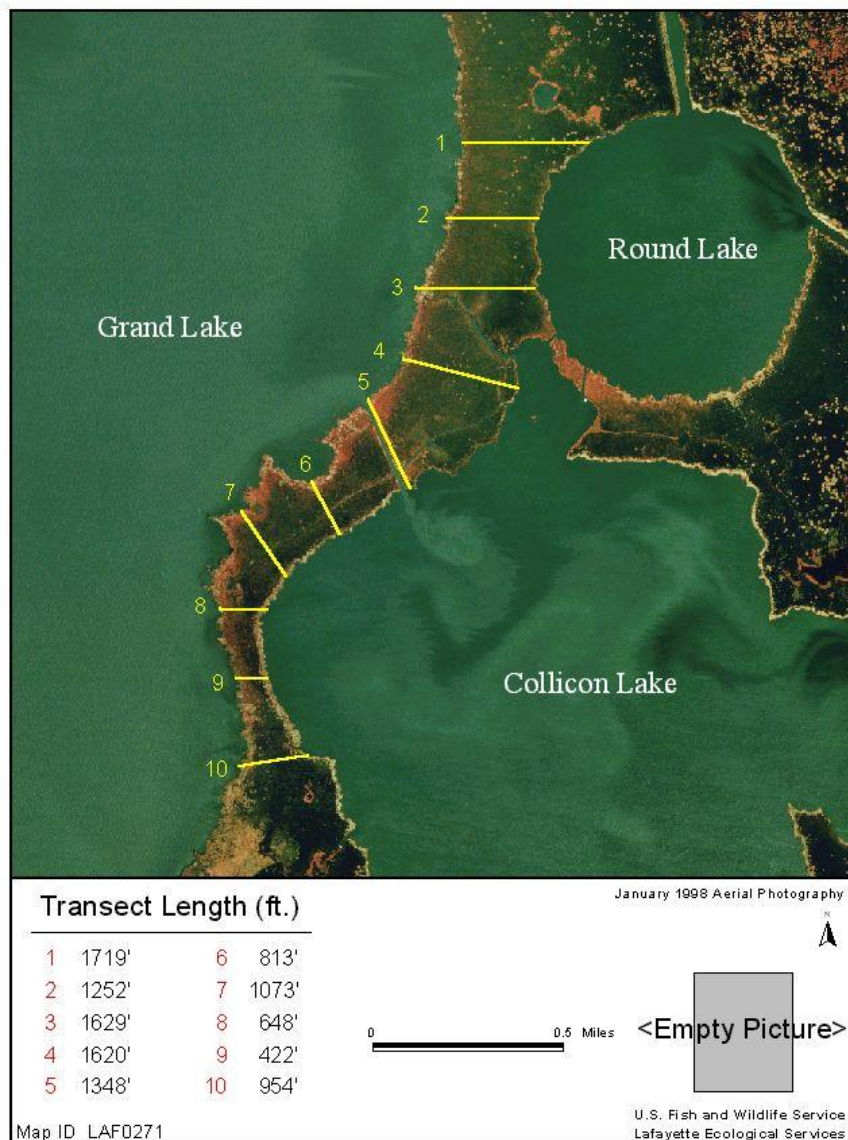 1
2
Round Lake
3
Grand Lake
4
5
6
7
8
Collicon Lake
9
10
January 1998 Aerial Photography
Transect Length (ft.)
N
1 1719' 6 813'
2 1252' 7 1073'
3 1629' 8 648'
4 1620' 9 422'
5 1348' 10 954'
0 0.5 Miles
<Empty Picture>
U.S. Fish and Wildlife Service
Map ID LAF0271
Lafayette Ecological Services